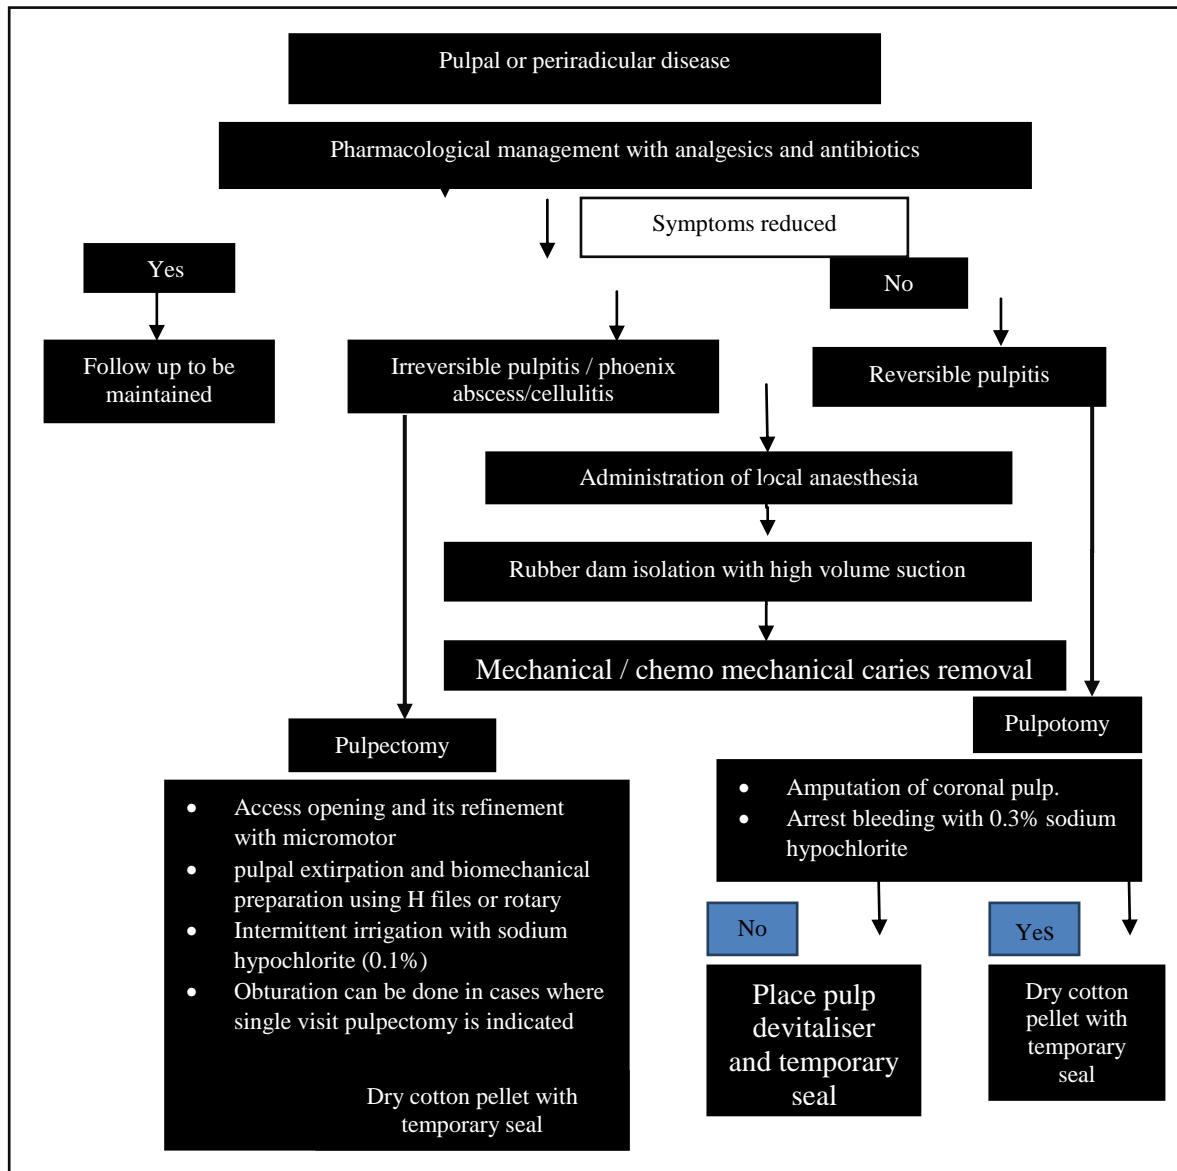 Pulpal or periradicular disease
Pharmacological management with analgesics and antibiotics
Symptoms reduced
Yes
No
Follow up to be
maintained
Irreversible pulpitis / phoenix
abscess/cellulitis
Reversible pulpitis
Administration of local anaesthesia
Rubber dam isolation with high volume suction
Mechanical / chemo mechanical caries removal
Pulpectomy
Pulpotomy
• Access opening and its refinement
with micromotor
• pulpal extirpation and biomechanical
preparation using H files or rotary
• Intermittent irrigation with sodium
hypochlorite (0.1%)
• Obturation can be done in cases where
single visit pulpectomy is indicated
Dry cotton pellet with
temporary seal
• Amputation of coronal pulp.
• Arrest bleeding with 0.3% sodium
hypochlorite
No
Yes
Place pulp
devitaliser
and temporary
seal
Dry cotton
pellet with
temporary
seal